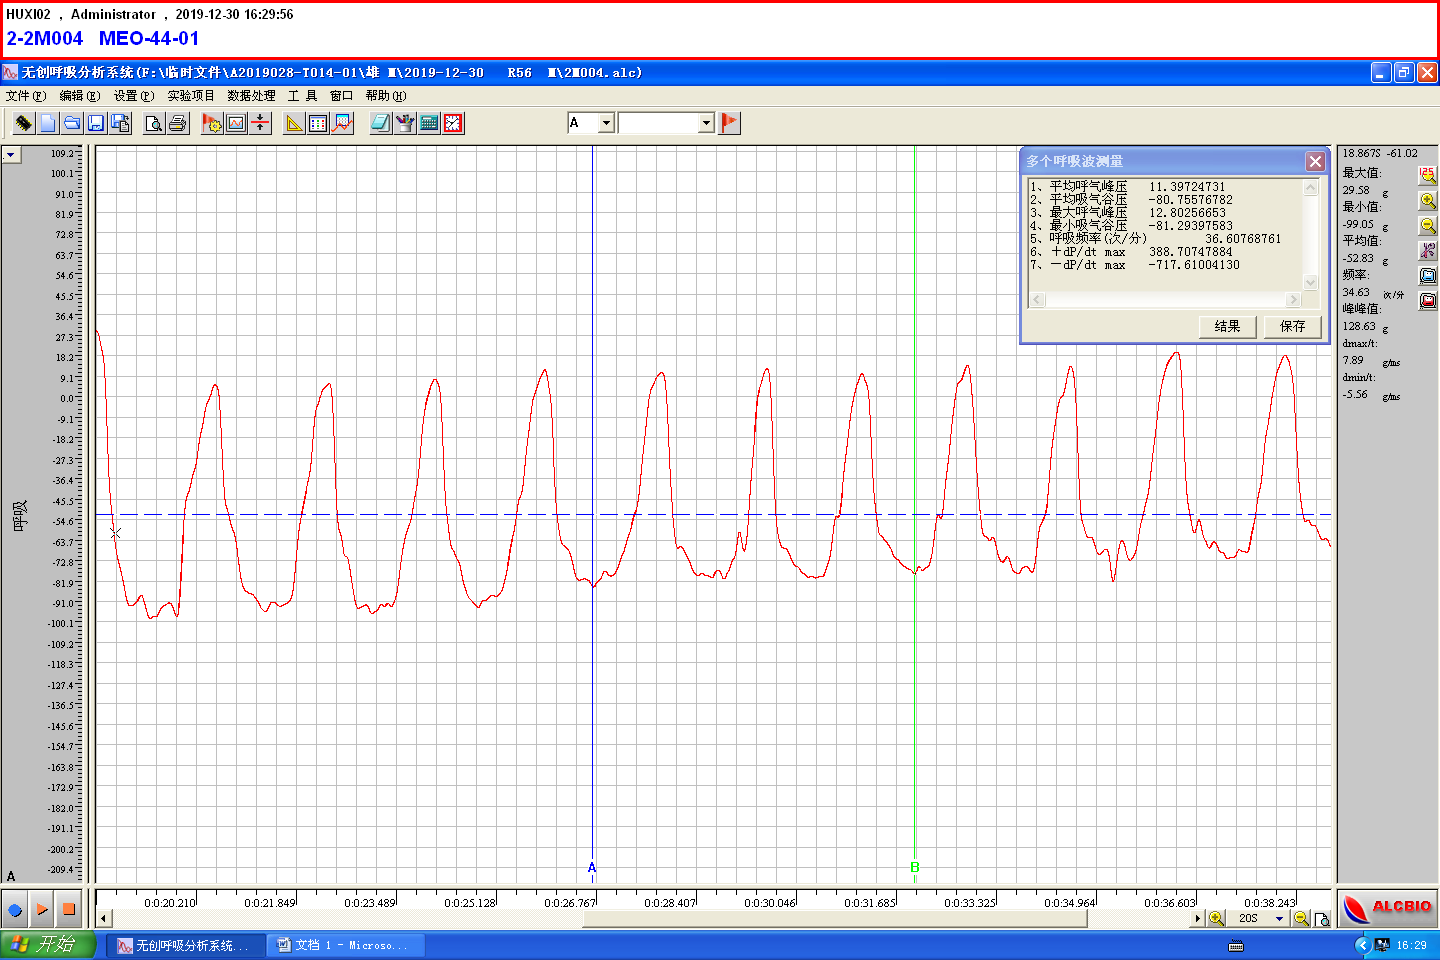 HUXI02 , Administrator , 2019-12-30 16:29:56
2-2M004 MEO-44-01
无创呼吸分析系统(F:\临时文件\A2019028-T014-01\雄 M\2019-12-30 R56 M\2M004.alc)
文件(F) 编辑(E) 设置(P) 实验项目 数据处理 工 具 窗口 帮助(H)
A
109.2
100.1
91.0
81.9
72.8
63.7
54.6
45.5
36.4
27.3
18.2
9.1
0.0
-9.1
-18.2
-27.3
-36.4
-45.5
-54.6
-63.7
-72.8
-81.9
-91.0
-100.1
-109.2
-118.3
-127.4
-136.5
-145.6
-154.7
-163.8
-172.9
-182.0
-191.1
-200.2
-209.4
呼吸
A
A
B
多个呼吸波测量
1、平均呼气峰压 11.39724731
2、平均吸气谷压 -80.75576782
3、最大呼气峰压 12.80256653
4、最小吸气谷压 -81.29397583
5、呼吸频率(次/分) 36.60768761
6、＋dP/dt max 388.70747884
7、－dP/dt max -717.61004130
结果 保存
18.867S -61.02
最大值:
29.58 g
最小值:
-99.05 g
平均值:
-52.83 g
频率:
34.63 次/分
峰峰值:
128.63 g
dmax/t:
7.89 g/ms
dmin/t:
-5.56 g/ms
125
0:0:20.210 0:0:21.849 0:0:23.489 0:0:25.128 0:0:26.767 0:0:28.407 0:0:30.046 0:0:31.685 0:0:33.325 0:0:34.964 0:0:36.603 0:0:38.243
20S
ALCBIO
开始 无创呼吸分析系统... 文档 1 - Microso... 16:29